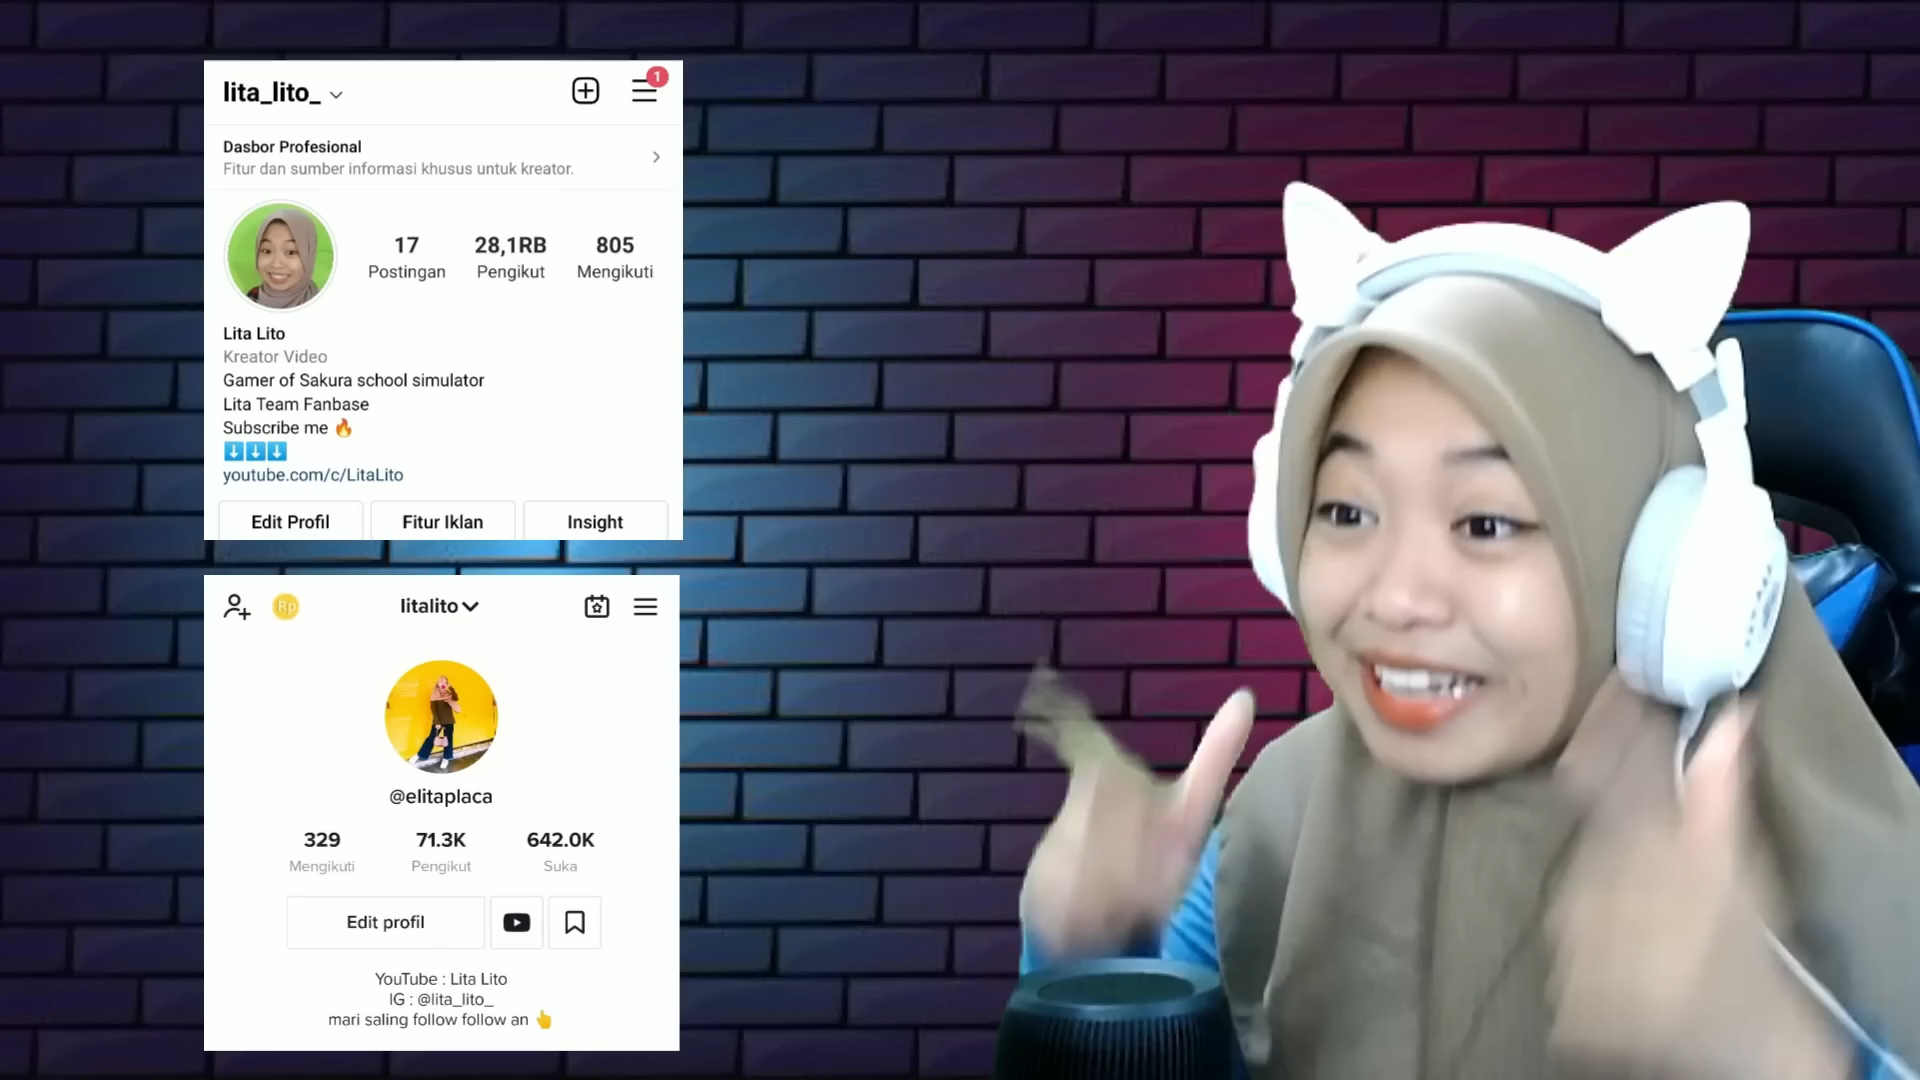 lita_lito_
1
Dasbor Profesional
Fitur dan sumber informasi khusus untuk kreator.
17 28,1RB 805
Postingan Pengikut Mengikuti
Lita Lito
Kreator Video
Gamer of Sakura school simulator
Lita Team Fanbase
Subscribe me 🔥
⬇️⬇️⬇️
youtube.com/c/LitaLito
Edit Profil Fitur Iklan Insight
Rp litalito
@elitaplaca
329 71.3K 642.0K
Mengikuti Pengikut Suka
Edit profil
YouTube : Lita Lito
IG : @lita_lito_
mari saling follow follow an 👆